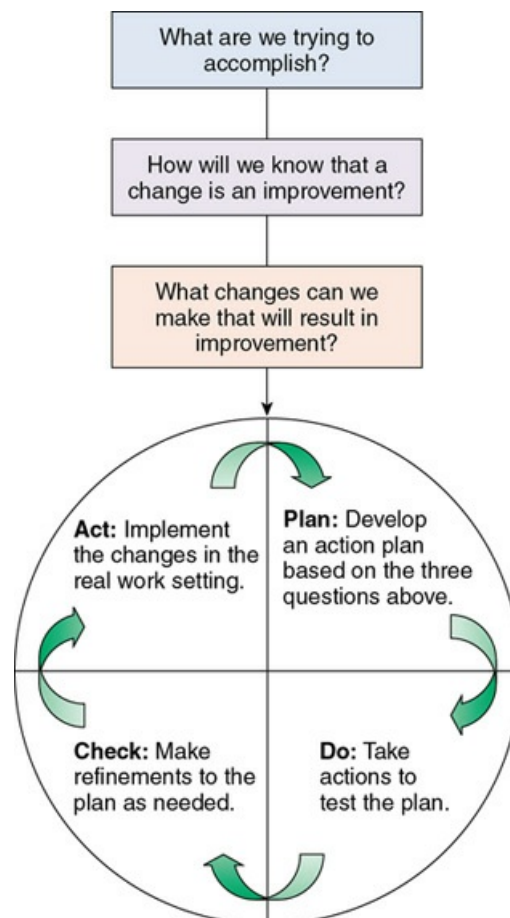 What are we trying to
accomplish?
How will we know that a
change is an improvement?
What changes can we
make that will result in
improvement?
Act: Implement
the changes in the
real work setting.
Plan: Develop
an action plan
based on the three
questions above.
Check: Make
refinements to the
plan as needed.
Do: Take
actions to
test the plan.